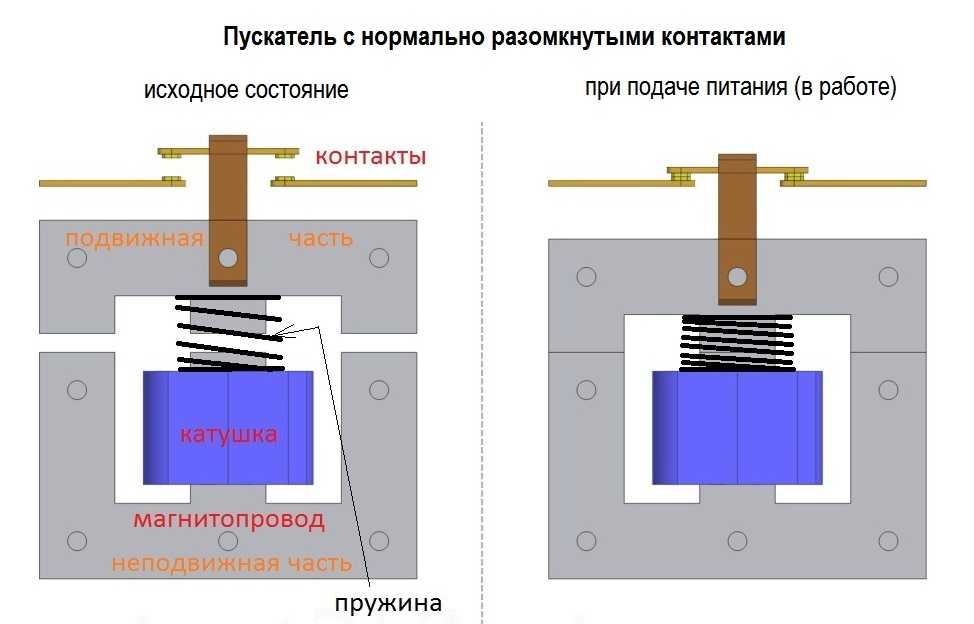 Пускатель с нормально разомкнутыми контактами
исходное состояние
при подаче питания (в работе)
контакты
подвижная часть
катушка
магнитопровод
неподвижная часть
пружина